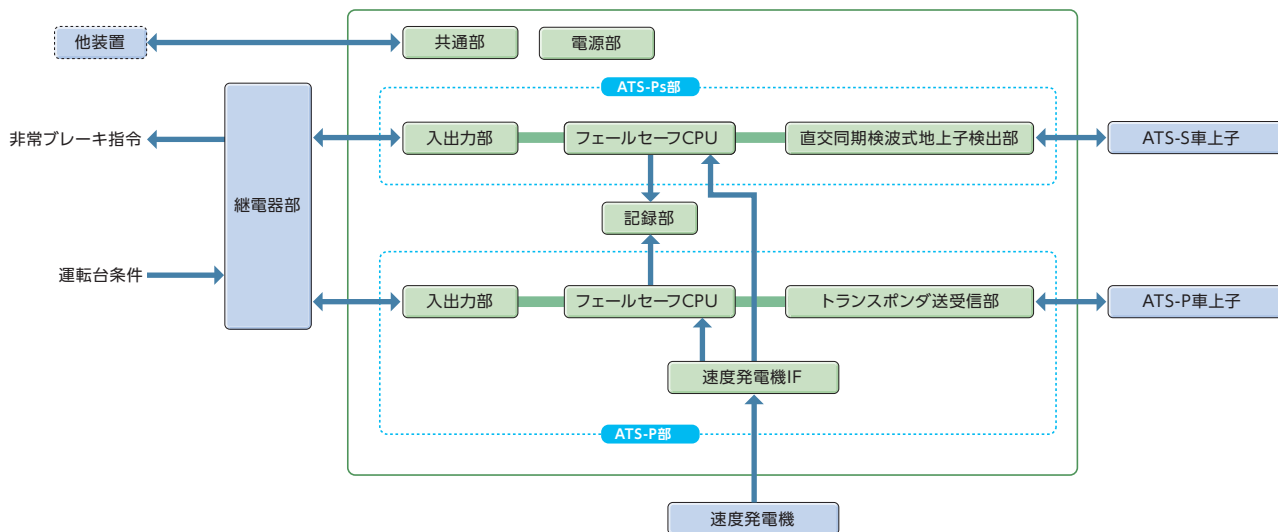 他装置
共通部
電源部
ATS-Ps部
非常ブレーキ指令
入出力部
フェールセーフCPU
直交同期検波式地上子検出部
ATS-S車上子
継電器部
記録部
運転台条件
入出力部
フェールセーフCPU
トランスポンダ送受信部
ATS-P車上子
速度発電機IF
ATS-P部
速度発電機